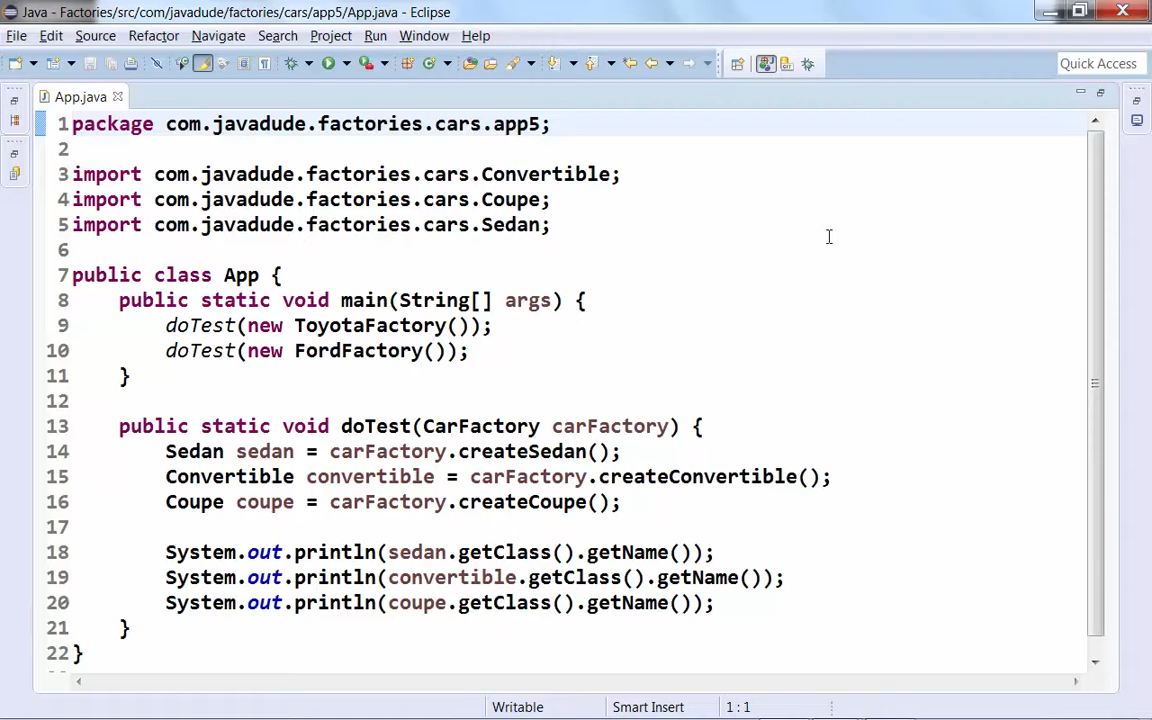 Java - Factories/src/com/javadude/factories/cars/app5/App.java - Eclipse
File Edit Source Refactor Navigate Search Project Run Window Help
Quick Access
App.java
1 package com.javadude.factories.cars.app5;
2
3 import com.javadude.factories.cars.Convertible;
4 import com.javadude.factories.cars.Coupe;
5 import com.javadude.factories.cars.Sedan;
6
7 public class App {
8     public static void main(String[] args) {
9         doTest(new ToyotaFactory());
10         doTest(new FordFactory());
11     }
12
13     public static void doTest(CarFactory carFactory) {
14         Sedan sedan = carFactory.createSedan();
15         Convertible convertible = carFactory.createConvertible();
16         Coupe coupe = carFactory.createCoupe();
17
18         System.out.println(sedan.getClass().getName());
19         System.out.println(convertible.getClass().getName());
20         System.out.println(coupe.getClass().getName());
21     }
22 }
Writable Smart Insert 1 : 1